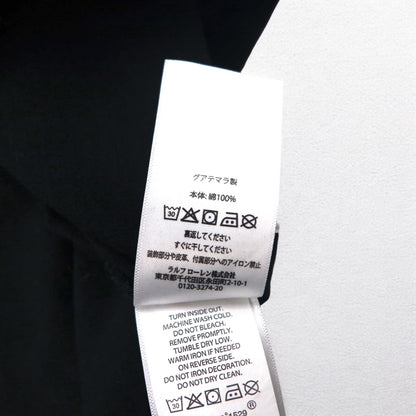 グアテマラ製
本体: 綿100%
30
裏返してください
すぐに干してください
装飾部分や皮革、付属部分へのアイロン禁止
ラルフ ローレン株式会社
東京都千代田区永田町2-10-1
0120-3274-20
TURN INSIDE OUT.
MACHINE WASH COLD.
DO NOT BLEACH.
REMOVE PROMPTLY.
TUMBLE DRY LOW.
WARM IRON IF NEEDED
ON REVERSE SIDE.
DO NOT IRON DECORATION.
DO NOT DRY CLEAN.
30